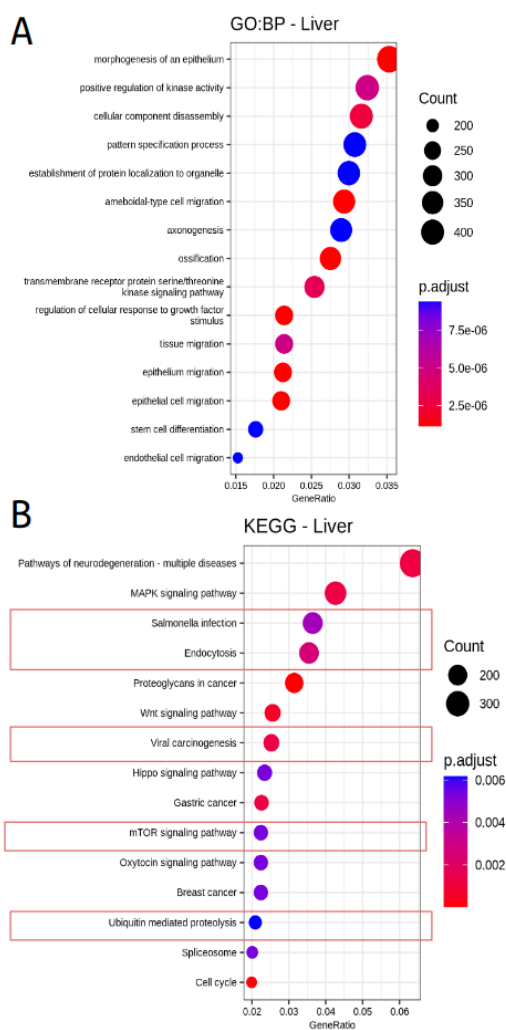 A
GO:BP - Liver
morphogenesis of an epithelium
positive regulation of kinase activity
cellular component disassembly
pattern specification process
establishment of protein localization to organelle
ameboidal-type cell migration
axonogenesis
ossification
transmembrane receptor protein serine/threonine
kinase signaling pathway
regulation of cellular response to growth factor
stimulus
tissue migration
epithelium migration
epithelial cell migration
stem cell differentiation
endothelial cell migration
0.015 0.020 0.025 0.030 0.035
GeneRatio
Count
200
250
300
350
400
p.adjust
7.5e-06
5.0e-06
2.5e-06
B
KEGG - Liver
Pathways of neurodegeneration - multiple diseases
MAPK signaling pathway
Salmonella infection
Endocytosis
Proteoglycans in cancer
Wnt signaling pathway
Viral carcinogenesis
Hippo signaling pathway
Gastric cancer
mTOR signaling pathway
Oxytocin signaling pathway
Breast cancer
Ubiquitin mediated proteolysis
Spliceosome
Cell cycle
0.02 0.03 0.04 0.05 0.06
GeneRatio
Count
200
300
p.adjust
0.006
0.004
0.002